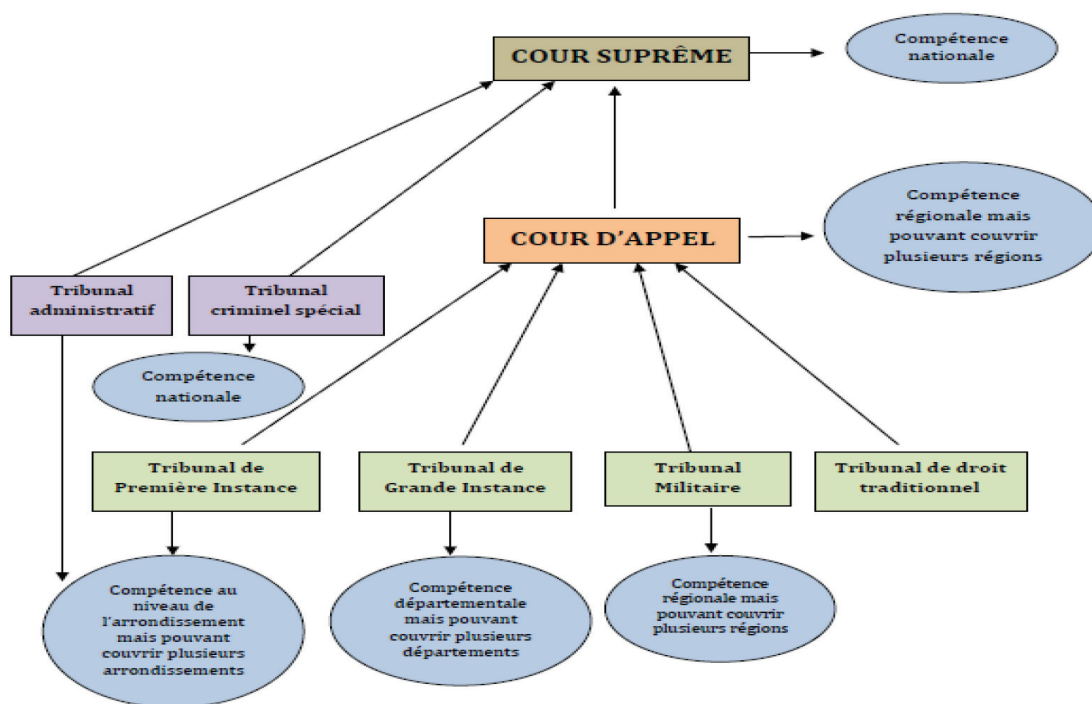 COUR SUPRÊME
Compétence
nationale
COUR D'APPEL
Compétence
régionale mais
pouvant couvrir
plusieurs régions
Tribunal
administratif
Tribunal
criminel spécial
Compétence
nationale
Tribunal de
Première Instance
Tribunal de
Grande Instance
Tribunal
Militaire
Tribunal de droit
traditionnel
Compétence au
niveau de
l'arrondissement
mais pouvant
couvrir plusieurs
arrondissements
Compétence
départementale
mais pouvant
couvrir plusieurs
départements
Compétence
régionale mais
pouvant couvrir
plusieurs régions